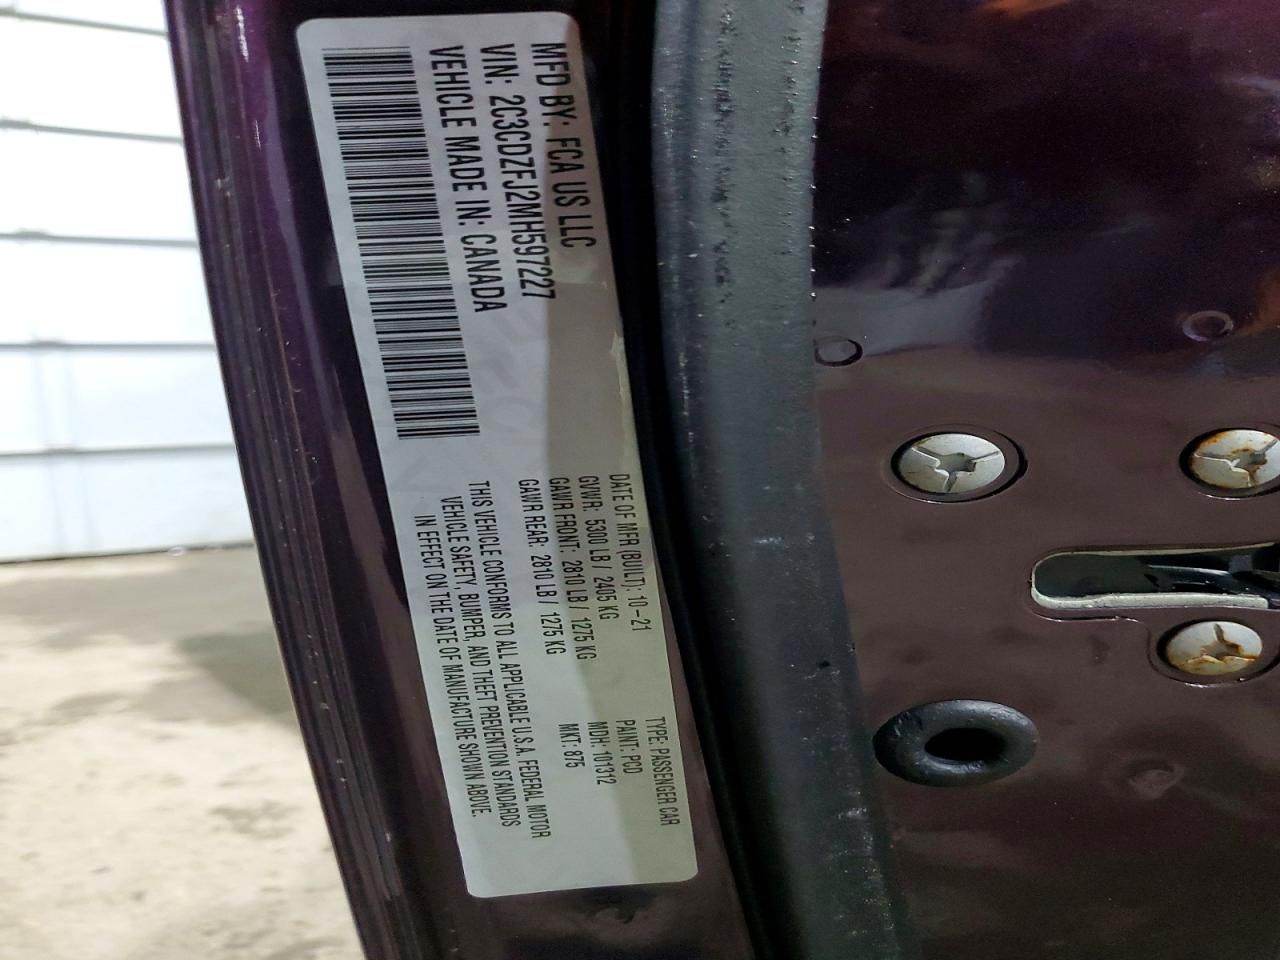 MFD BY: FCA US LLC
VIN: 2C3CDZFJ2MH597227
VEHICLE MADE IN: CANADA
DATE OF MFR (BUILT): 10-21
GVWR: 5300 LB / 2405 KG
GAWR FRONT: 2810 LB / 1275 KG
GAWR REAR: 2810 LB / 1275 KG
TYPE: PASSENGER CAR
PAINT: PCD
MDH: 101312
MKT: 875
THIS VEHICLE CONFORMS TO ALL APPLICABLE U.S.A. FEDERAL MOTOR
VEHICLE SAFETY, BUMPER, AND THEFT PREVENTION STANDARDS
IN EFFECT ON THE DATE OF MANUFACTURE SHOWN ABOVE.